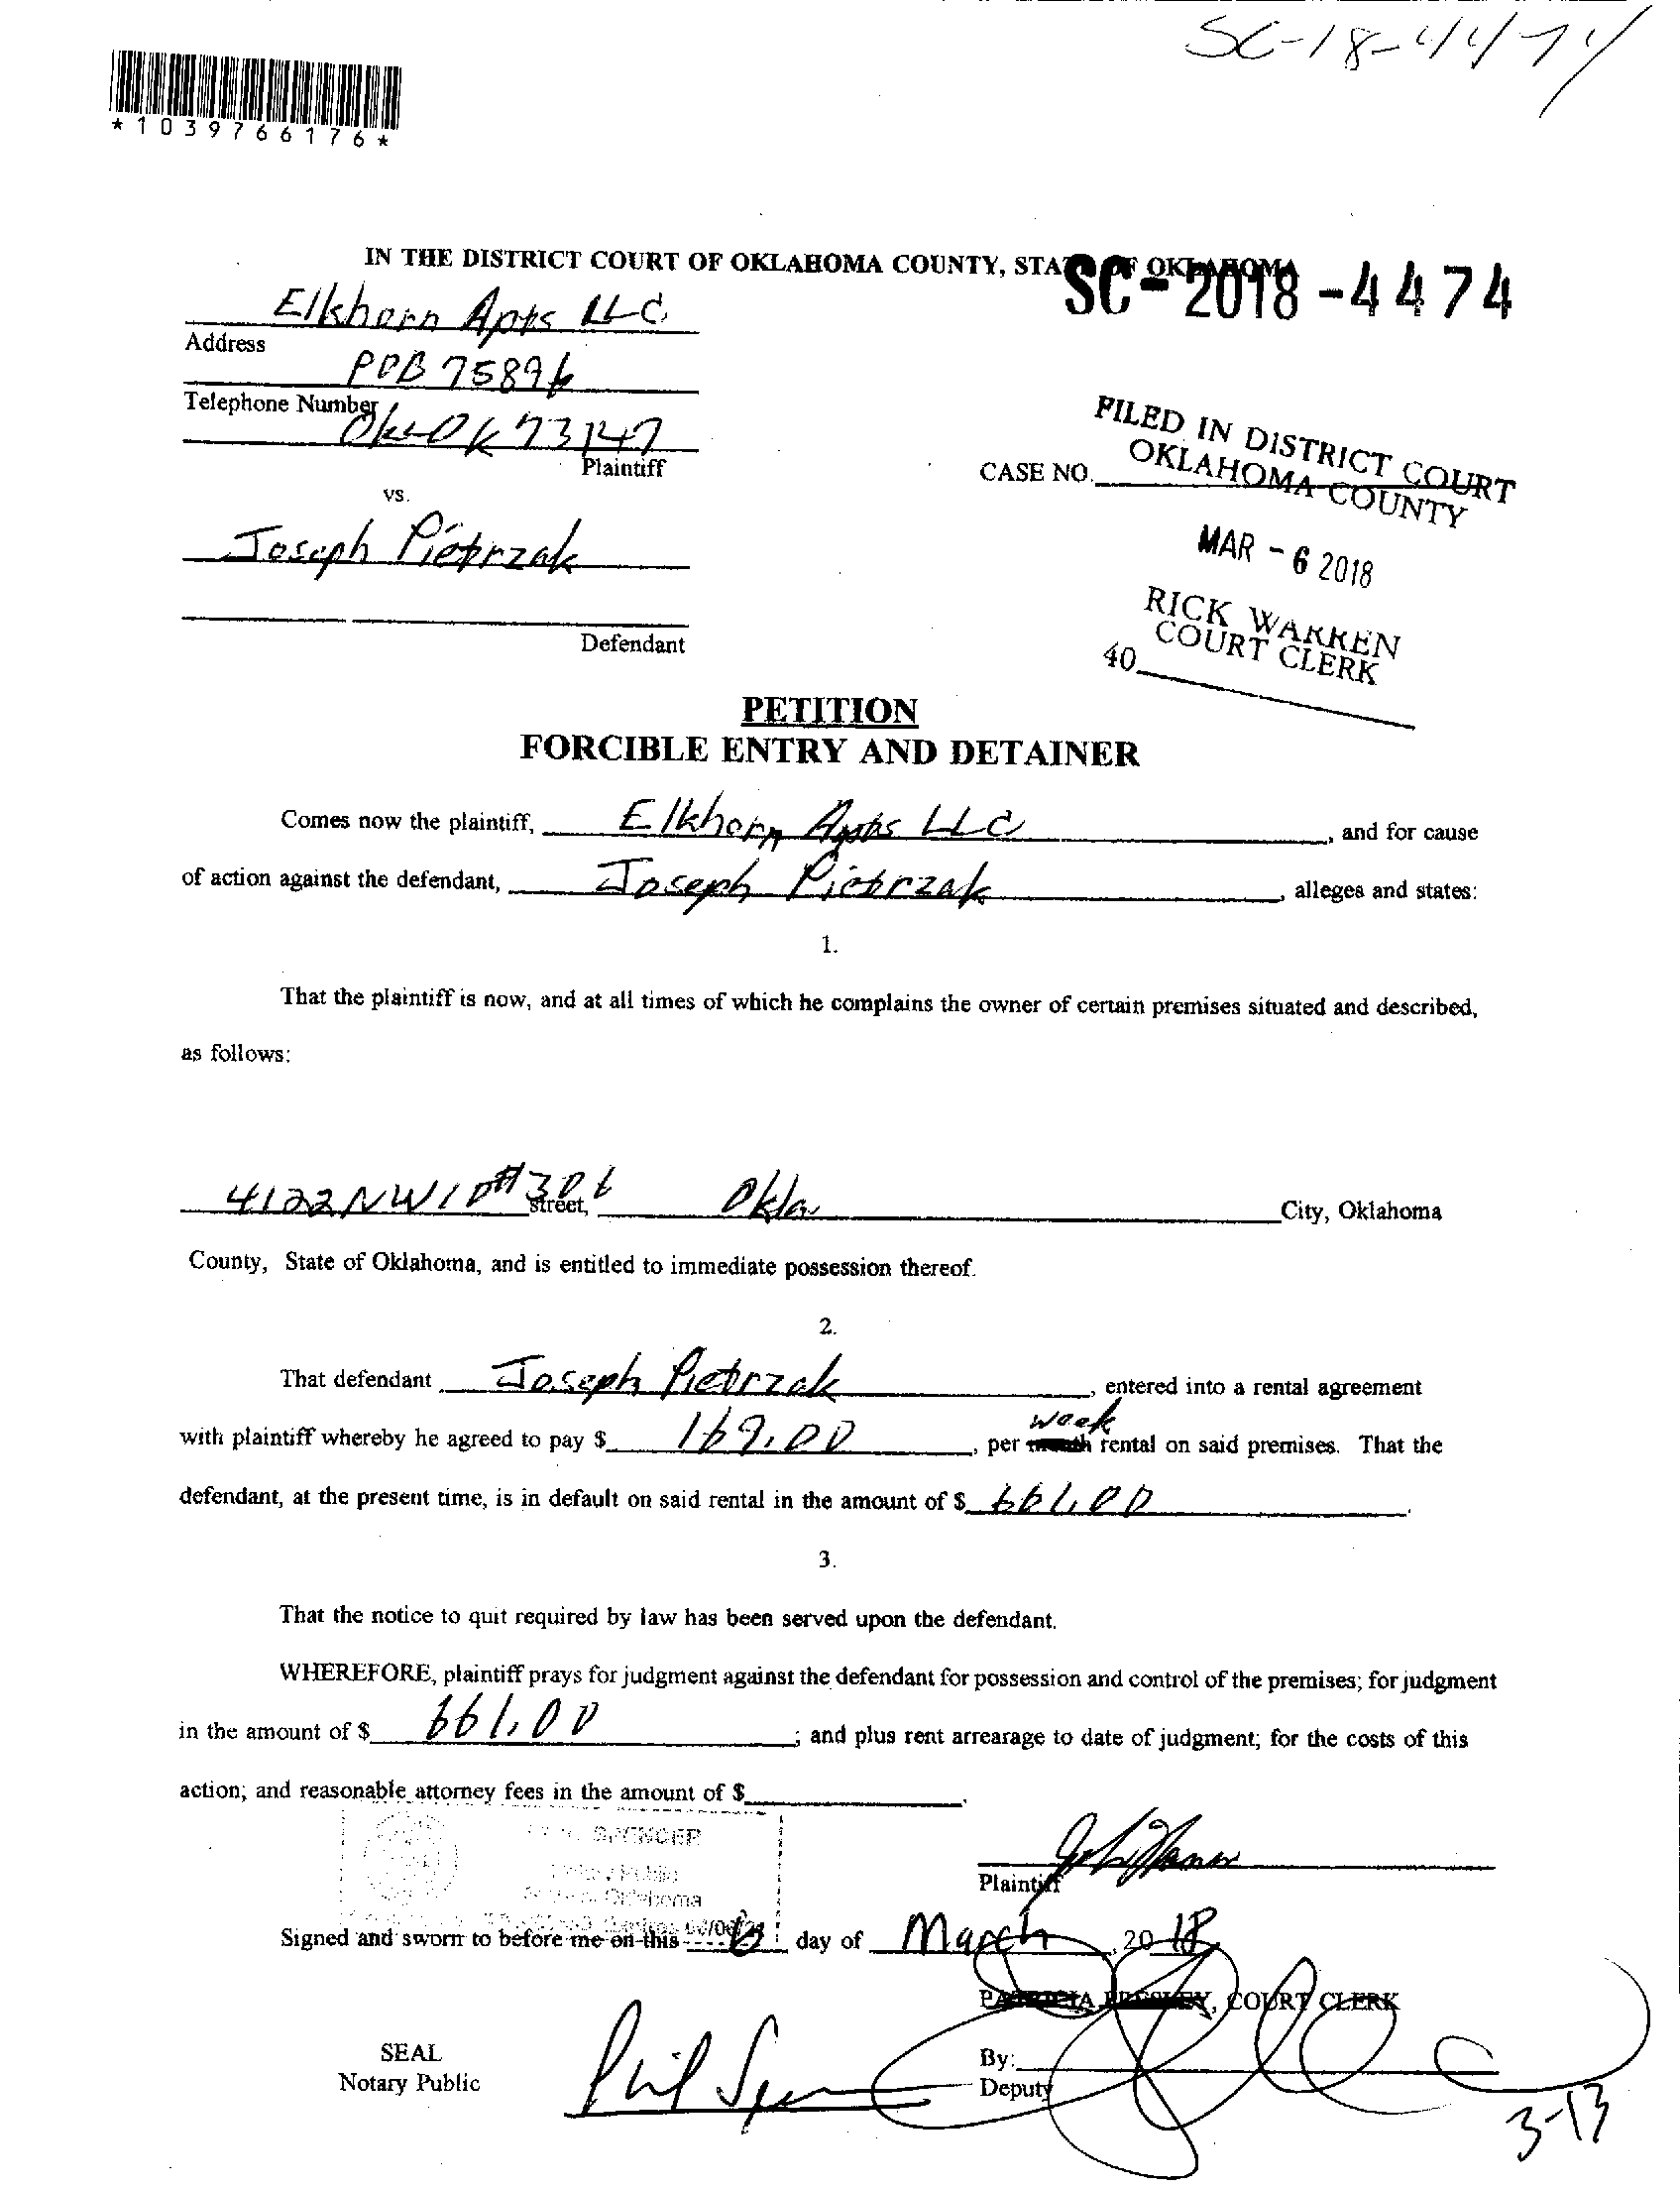 SC-18-4474
*1039766176*
IN THE DISTRICT COURT OF OKLAHOMA COUNTY, STATE OF OKLAHOMA
SC-2018-4474
Elkhorn Apts LLC
Address
POB 75896
Telephone Number
Okc OK 73147
Plaintiff
vs.
Joseph Pietrzak
Defendant
CASE NO.
FILED IN DISTRICT COURT
OKLAHOMA COUNTY
MAR - 6 2018
RICK WARREN
COURT CLERK
40
PETITION
FORCIBLE ENTRY AND DETAINER
Comes now the plaintiff, Elkhorn Apts LLC, and for cause
of action against the defendant, Joseph Pietrzak, alleges and states:
1.
That the plaintiff is now, and at all times of which he complains the owner of certain premises situated and described,
as follows:
4122 NW 10 #306 street, Okla City, Oklahoma
County, State of Oklahoma, and is entitled to immediate possession thereof.
2.
That defendant Joseph Pietrzak, entered into a rental agreement
with plaintiff whereby he agreed to pay $ 169.00, per month week rental on said premises. That the
defendant, at the present time, is in default on said rental in the amount of $ 661.00.
3.
That the notice to quit required by law has been served upon the defendant.
WHEREFORE, plaintiff prays for judgment against the defendant for possession and control of the premises; for judgment
in the amount of $ 661.00; and plus rent arrearage to date of judgment; for the costs of this
action; and reasonable attorney fees in the amount of $.
SPENCER
Notary Public
Oklahoma
Plaintiff
Signed and sworn to before me on this 6 day of March, 2018
PATRICIA PRESLEY, COURT CLERK
SEAL
Notary Public
Phil Spencer
By:
Deputy
3-13